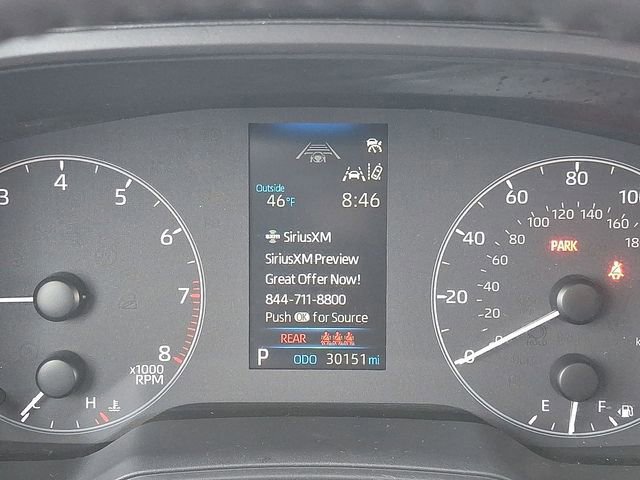 Outside
46°F
8:46
SiriusXM
SiriusXM Preview
Great Offer Now!
844-711-8800
Push OK for Source
REAR
P ODO 30151 mi
3 4 5 6 7 8
x1000
RPM
C H
0 20 40 60 80 100
20 40 60 80 100 120 140 160 18
PARK
HOLD
E F